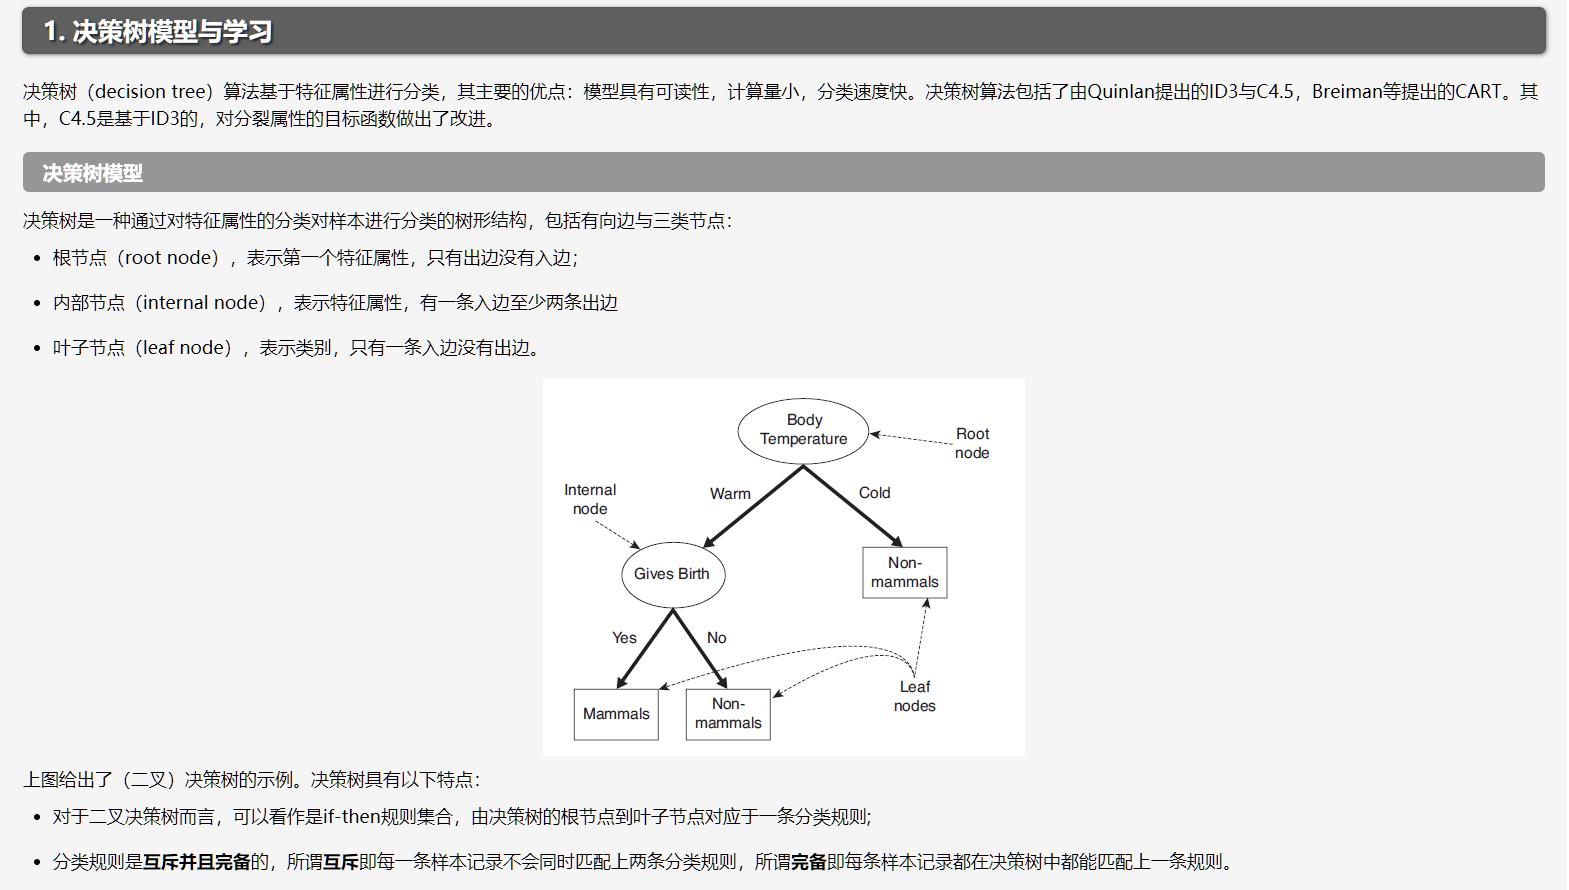 1. 决策树模型与学习
决策树（decision tree）算法基于特征属性进行分类，其主要的优点：模型具有可读性，计算量小，分类速度快。决策树算法包括了由Quinlan提出的ID3与C4.5，Breiman等提出的CART。其
中，C4.5是基于ID3的，对分裂属性的目标函数做出了改进。
决策树模型
决策树是一种通过对特征属性的分类对样本进行分类的树形结构，包括有向边与三类节点：
• 根节点（root node），表示第一个特征属性，只有出边没有入边；
• 内部节点（internal node），表示特征属性，有一条入边至少两条出边
• 叶子节点（leaf node），表示类别，只有一条入边没有出边。
Body
Temperature
Root
node
Warm
Cold
Internal
node
Gives Birth
Non-
mammals
Yes
No
Mammals
Non-
mammals
Leaf
nodes
上图给出了（二叉）决策树的示例。决策树具有以下特点：
• 对于二叉决策树而言，可以看作是if-then规则集合，由决策树的根节点到叶子节点对应于一条分类规则;
• 分类规则是互斥并且完备的，所谓互斥即每一条样本记录不会同时匹配上两条分类规则，所谓完备即每条样本记录都在决策树中都能匹配上一条规则。